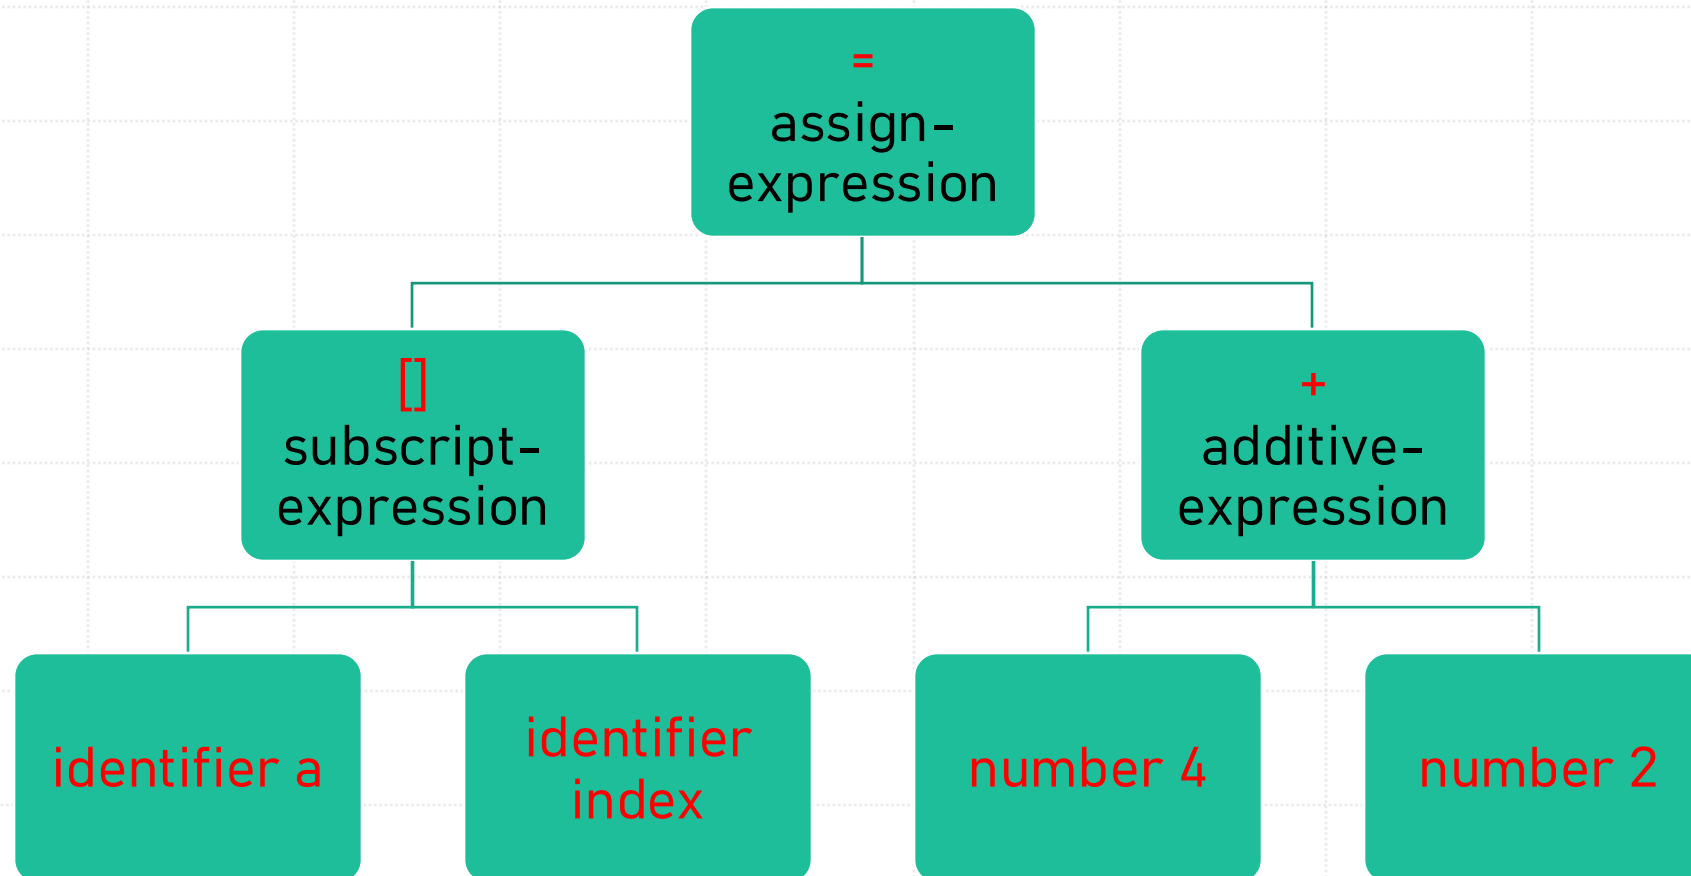 =
assign-
expression
[]
subscript-
expression
+
additive-
expression
identifier a
identifier
index
number 4
number 2